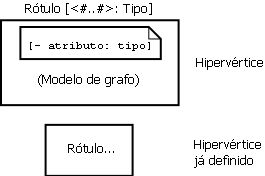 Rótulo [<#..#>: Tipo]
[- atributo: tipo]
(Modelo de grafo)
Hipervértice
Rótulo...
Hipervértice
já definido